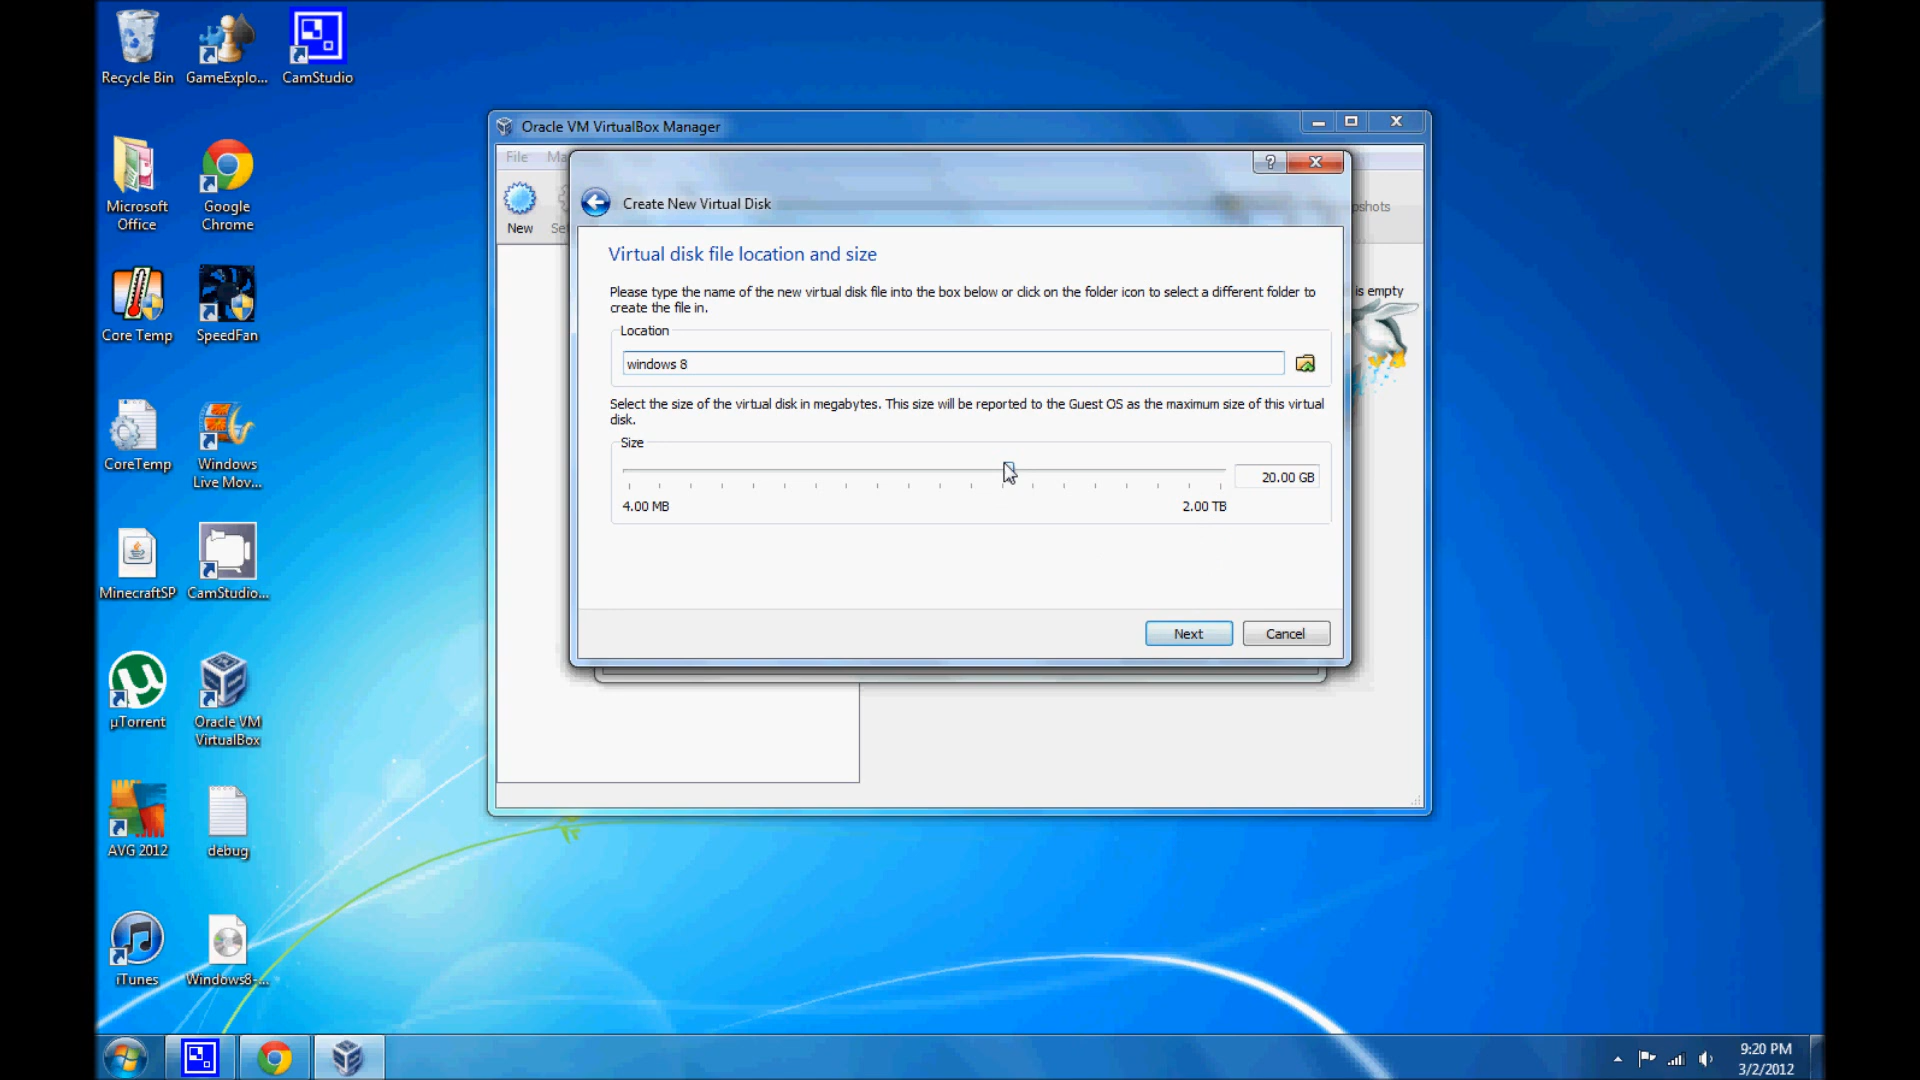 Recycle Bin
GameExplo...
CamStudio
Microsoft
Office
Google
Chrome
Core Temp
SpeedFan
CoreTemp
Windows
Live Mov...
MinecraftSP
CamStudio...
µTorrent
Oracle VM
VirtualBox
AVG 2012
debug
iTunes
Windows8-...
Oracle VM VirtualBox Manager
File
Ma
New
Se
pshots
is empty
Create New Virtual Disk
Virtual disk file location and size
Please type the name of the new virtual disk file into the box below or click on the folder icon to select a different folder to
create the file in.
Location
windows 8
Select the size of the virtual disk in megabytes. This size will be reported to the Guest OS as the maximum size of this virtual
disk.
Size
20.00 GB
4.00 MB
2.00 TB
Next
Cancel
9:20 PM
3/2/2012